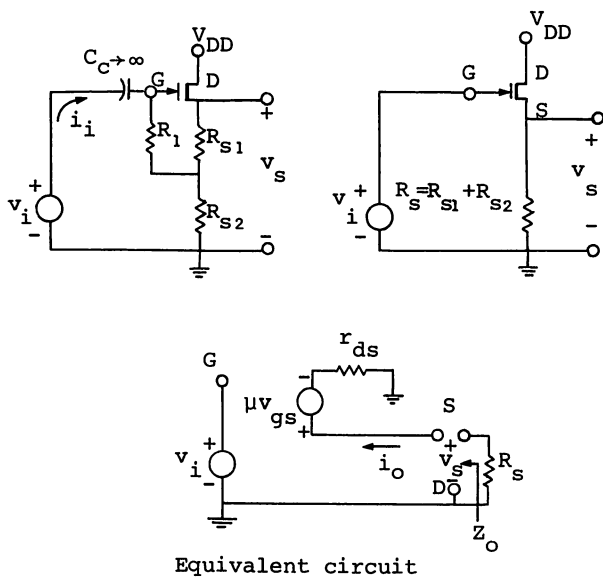 V_DD
C_c→∞
G
D
i_i
R_1
R_s1
+
v_s
v_i
+
-
R_s2
-
V_DD
G
D
S
+
v_i
+
-
R_s=R_s1+R_s2
v_s
-
r_ds
G
-
μv_gs
+
S
+
v_i
+
-
i_o
v_s
R_s
D
-
Z_o
Equivalent circuit